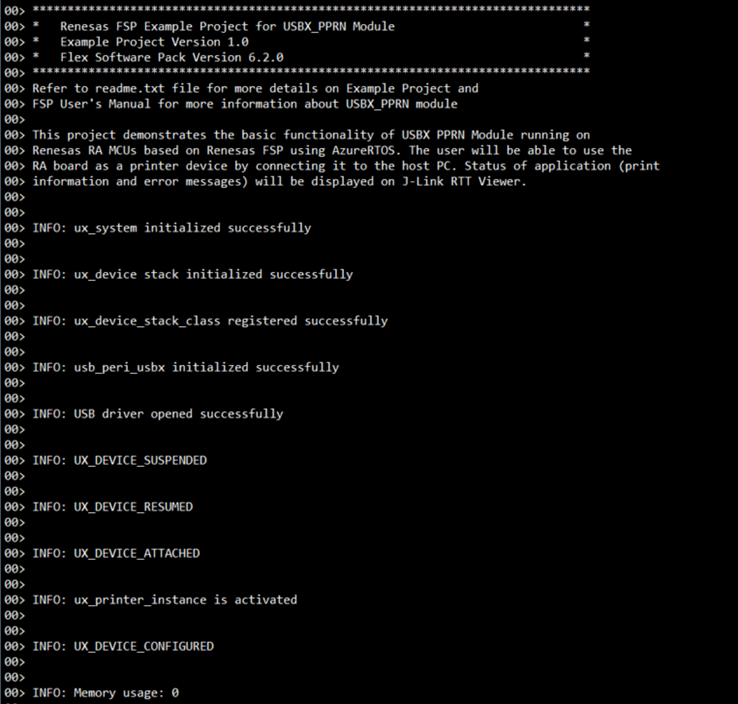 00> ********************************************************************************
00> *   Renesas FSP Example Project for USBX_PPRN Module                           *
00> *   Example Project Version 1.0                                                *
00> *   Flex Software Pack Version 6.2.0                                           *
00> ********************************************************************************
00> Refer to readme.txt file for more details on Example Project and
00> FSP User's Manual for more information about USBX_PPRN module
00>
00> This project demonstrates the basic functionality of USBX PPRN Module running on
00> Renesas RA MCUs based on Renesas FSP using AzureRTOS. The user will be able to use the
00> RA board as a printer device by connecting it to the host PC. Status of application (print
00> information and error messages) will be displayed on J-Link RTT Viewer.
00>
00>
00> INFO: ux_system initialized successfully
00>
00>
00> INFO: ux_device stack initialized successfully
00>
00>
00> INFO: ux_device_stack_class registered successfully
00>
00>
00> INFO: usb_peri_usbx initialized successfully
00>
00>
00> INFO: USB driver opened successfully
00>
00>
00> INFO: UX_DEVICE_SUSPENDED
00>
00>
00> INFO: UX_DEVICE_RESUMED
00>
00>
00> INFO: UX_DEVICE_ATTACHED
00>
00>
00> INFO: ux_printer_instance is activated
00>
00>
00> INFO: UX_DEVICE_CONFIGURED
00>
00>
00> INFO: Memory usage: 0